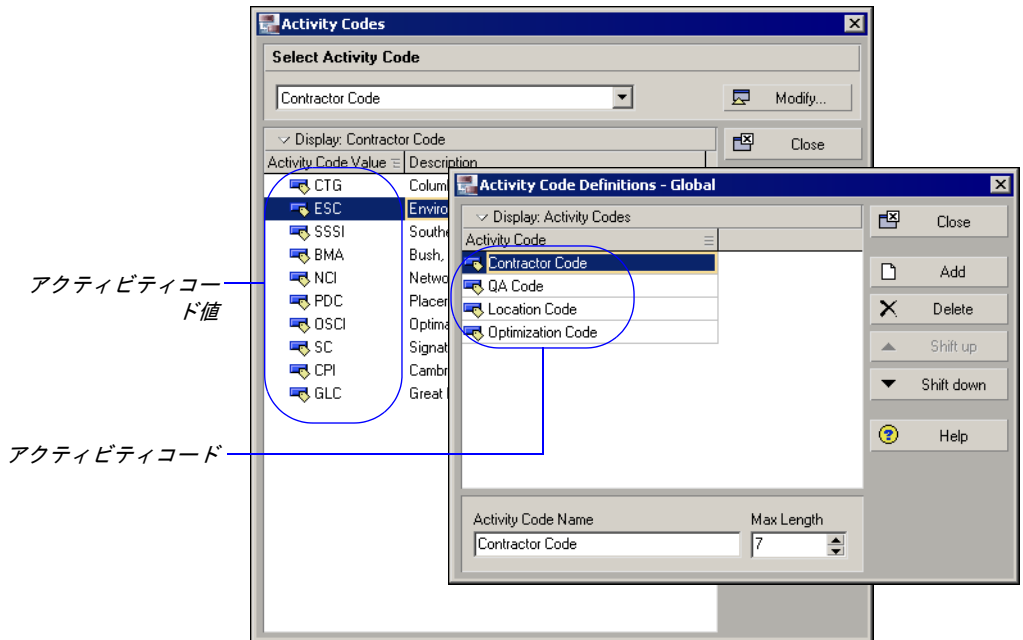 Activity Codes
Select Activity Code
Contractor Code
Modify...
Display: Contractor Code
Close
Activity Code Value
Description
CTG
ESC
SSSI
BMA Bush,
NCI
PDC
OSCI
SC
CPI
GLC Great
アクティビティコー
ド値
アクティビティコード
Activity Code Definitions - Global
Display: Activity Codes
Close
Activity Code
Contractor Code
QA Code
Location Code
Optimization Code
Add
Delete
Shift up
Shift down
Help
Activity Code Name
Max Length
Contractor Code
7